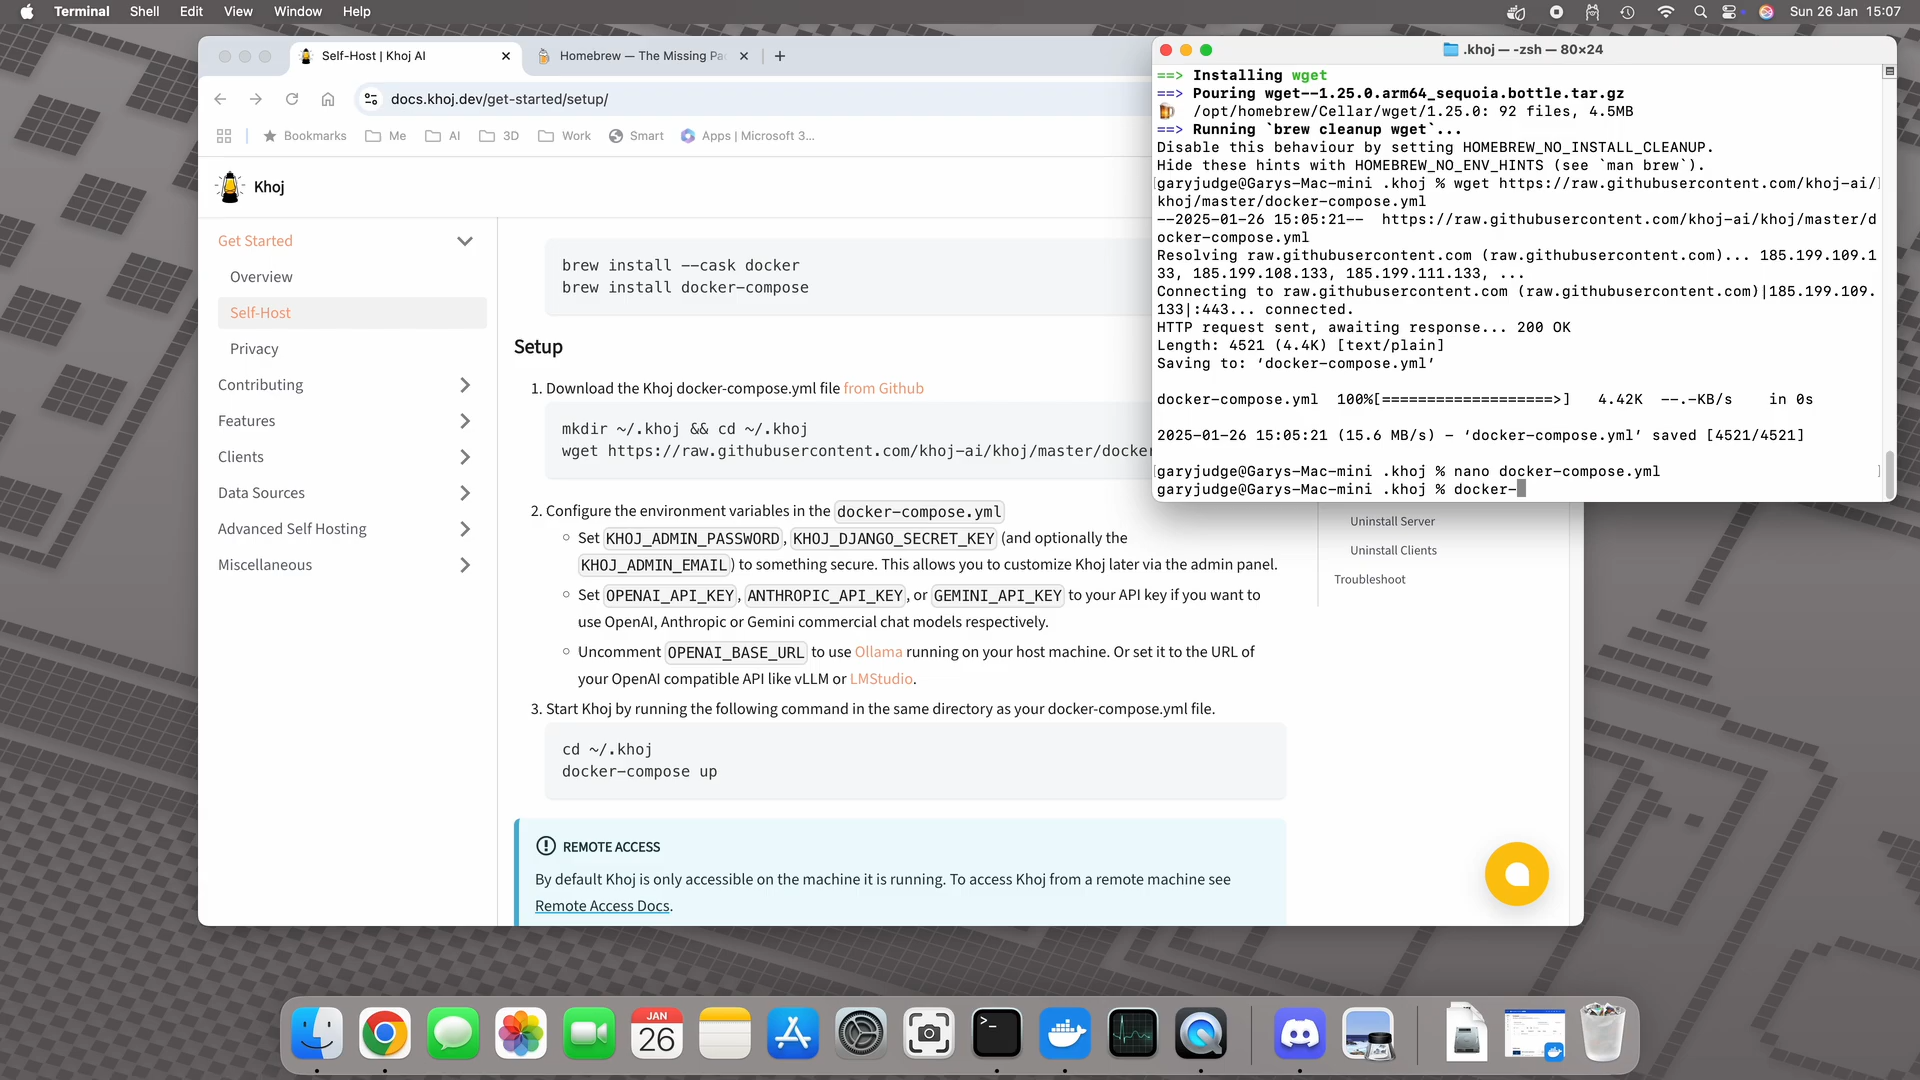 Terminal Shell Edit View Window Help Sun 26 Jan 15:07
Self-Host | Khoj AI
Homebrew — The Missing Pa
docs.khoj.dev/get-started/setup/
Bookmarks Me AI 3D Work Smart Apps | Microsoft 3...
Khoj
Get Started
Overview
Self-Host
Privacy
Contributing
Features
Clients
Data Sources
Advanced Self Hosting
Miscellaneous
brew install --cask docker
brew install docker-compose
Setup
1. Download the Khoj docker-compose.yml file from Github
mkdir ~/.khoj && cd ~/.khoj
wget https://raw.githubusercontent.com/khoj-ai/khoj/master/docker
2. Configure the environment variables in the docker-compose.yml
Set KHOJ_ADMIN_PASSWORD, KHOJ_DJANGO_SECRET_KEY (and optionally the
KHOJ_ADMIN_EMAIL) to something secure. This allows you to customize Khoj later via the admin panel.
Set OPENAI_API_KEY, ANTHROPIC_API_KEY, or GEMINI_API_KEY to your API key if you want to
use OpenAI, Anthropic or Gemini commercial chat models respectively.
Uncomment OPENAI_BASE_URL to use Ollama running on your host machine. Or set it to the URL of
your OpenAI compatible API like vLLM or LMStudio.
3. Start Khoj by running the following command in the same directory as your docker-compose.yml file.
cd ~/.khoj
docker-compose up
REMOTE ACCESS
By default Khoj is only accessible on the machine it is running. To access Khoj from a remote machine see
Remote Access Docs.
Uninstall Server
Uninstall Clients
Troubleshoot
.khoj — -zsh — 80×24
==> Installing wget
==> Pouring wget--1.25.0.arm64_sequoia.bottle.tar.gz
/opt/homebrew/Cellar/wget/1.25.0: 92 files, 4.5MB
==> Running `brew cleanup wget`...
Disable this behaviour by setting HOMEBREW_NO_INSTALL_CLEANUP.
Hide these hints with HOMEBREW_NO_ENV_HINTS (see `man brew`).
[garyjudge@Garys-Mac-mini .khoj % wget https://raw.githubusercontent.com/khoj-ai/]
khoj/master/docker-compose.yml
--2025-01-26 15:05:21--  https://raw.githubusercontent.com/khoj-ai/khoj/master/d
ocker-compose.yml
Resolving raw.githubusercontent.com (raw.githubusercontent.com)... 185.199.109.1
33, 185.199.108.133, 185.199.111.133, ...
Connecting to raw.githubusercontent.com (raw.githubusercontent.com)|185.199.109.
133|:443... connected.
HTTP request sent, awaiting response... 200 OK
Length: 4521 (4.4K) [text/plain]
Saving to: ‘docker-compose.yml’
docker-compose.yml  100%[===================>]   4.42K  --.-KB/s    in 0s
2025-01-26 15:05:21 (15.6 MB/s) - ‘docker-compose.yml’ saved [4521/4521]
[garyjudge@Garys-Mac-mini .khoj % nano docker-compose.yml ]
garyjudge@Garys-Mac-mini .khoj % docker-
JAN
26
>_